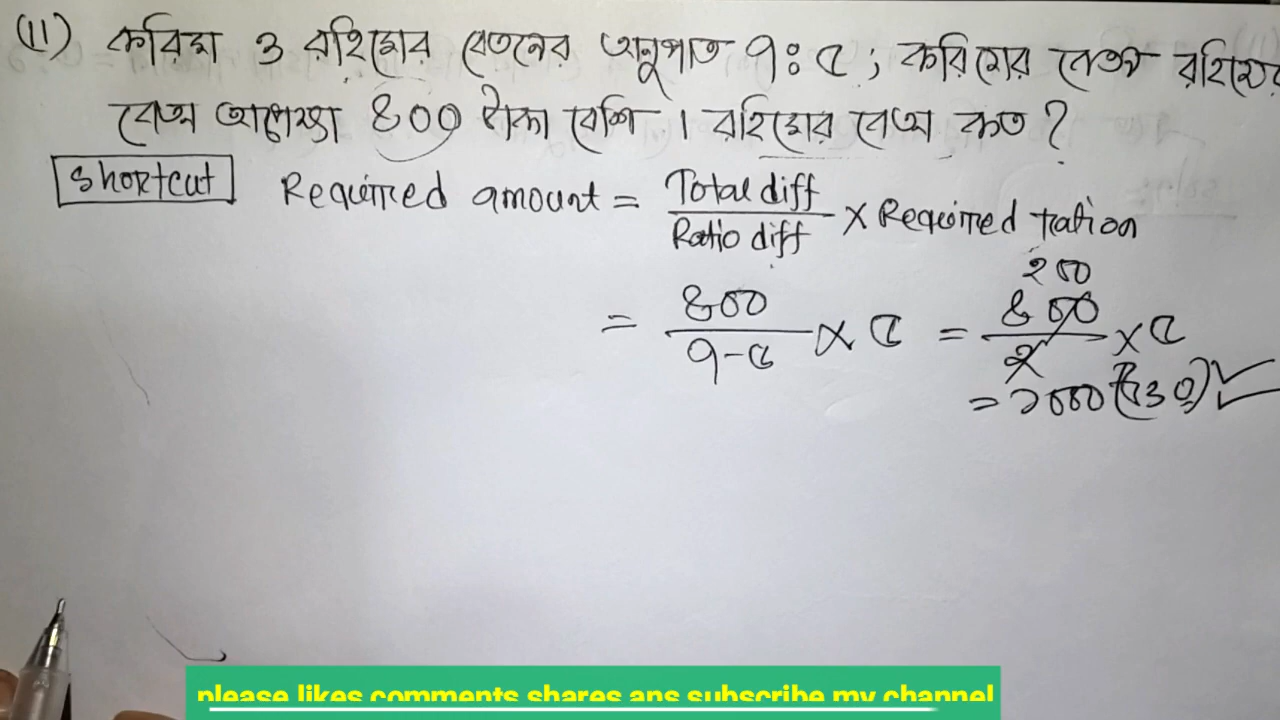 (11) করিম ও রহিমের বেতনের অনুপাত ৭ঃ৫; করিমের বেতন রহিমের
বেতন অপেক্ষা ৪০০ টাকা বেশি। রহিমের বেতন কত?
Shortcut Required amount = Total diff / Ratio diff × Required ration
= ৪০০ / ৭-৫ × ৫ = ৪০০ / ২ × ৫
২০০
= ১০০০ (উঃ)
please likes comments shares ans subscribe my channel